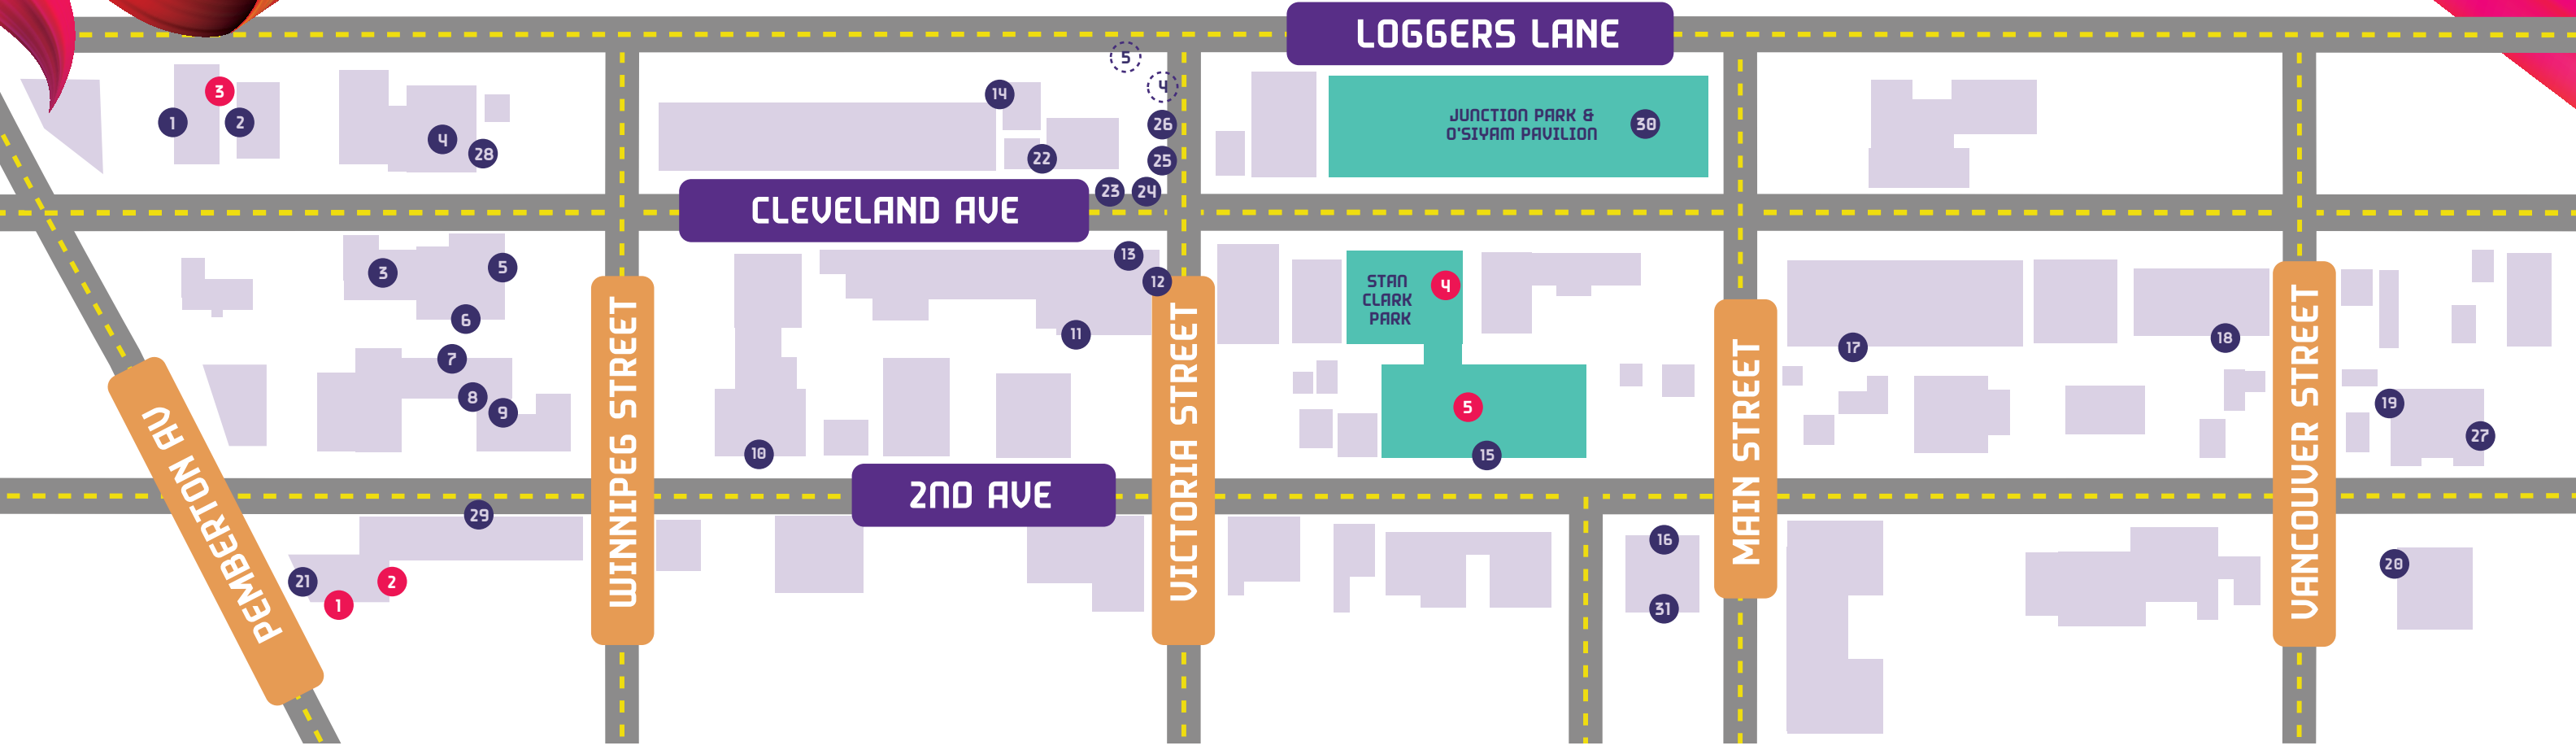 LOGGERS LANE
5
4
3
1
2
4
28
14
22
26
25
23
24
JUNCTION PARK &
O'SIYAM PAVILION
30
CLEVELAND AVE
3
5
6
7
8
9
13
12
11
10
STAN
CLARK
PARK
4
5
15
17
18
19
27
PEMBERTON AV
WINNIPEG STREET
VICTORIA STREET
MAIN STREET
VANCOUVER STREET
2ND AVE
29
21
1
2
16
31
20